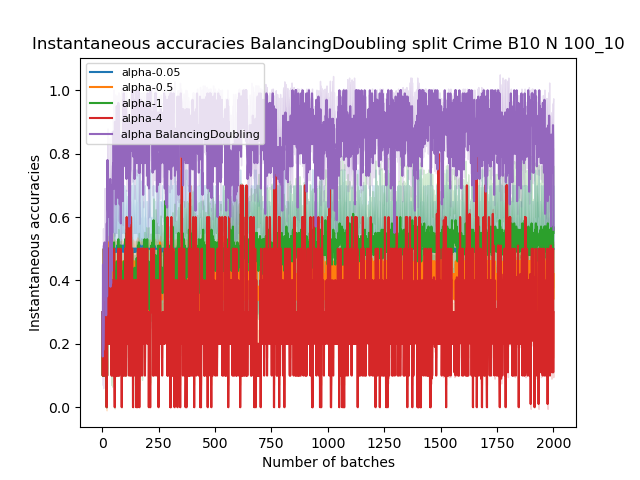 Instantaneous accuracies BalancingDoubling split Crime B10 N 100_10
alpha-0.05
alpha-0.5
alpha-1
alpha-4
alpha BalancingDoubling
Instantaneous accuracies
1.0
0.8
0.6
0.4
0.2
0.0
0 250 500 750 1000 1250 1500 1750 2000
Number of batches